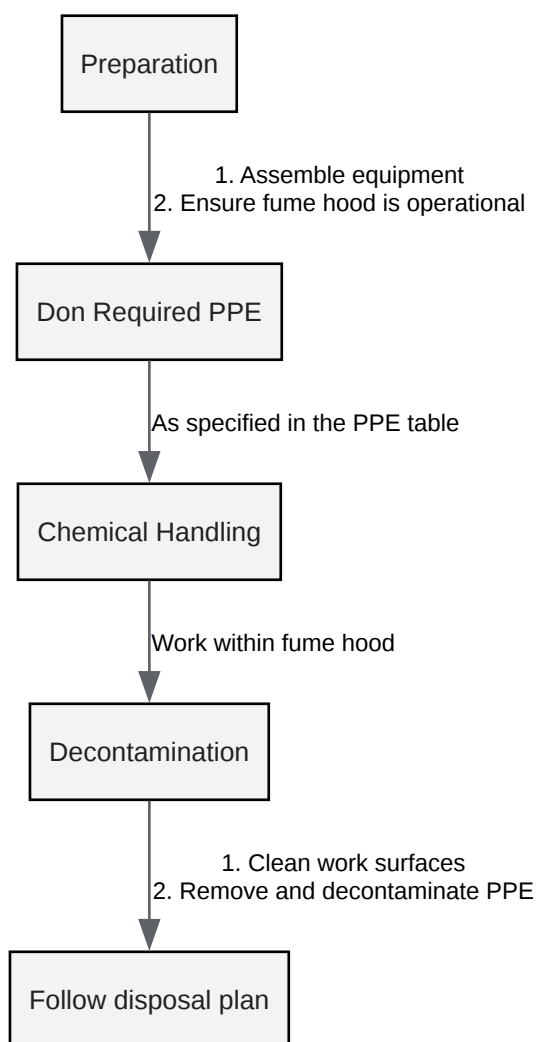 Preparation
1. Assemble equipment
2. Ensure fume hood is operational
Don Required PPE
As specified in the PPE table
Chemical Handling
Work within fume hood
Decontamination
1. Clean work surfaces
2. Remove and decontaminate PPE
Follow disposal plan